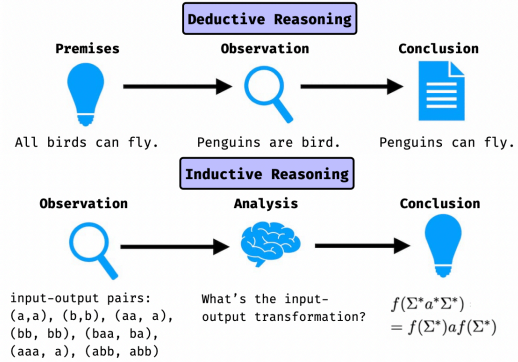 Deductive Reasoning
Premises Observation Conclusion
All birds can fly. Penguins are bird. Penguins can fly.
Inductive Reasoning
Observation Analysis Conclusion
input-output pairs:
(a,a), (b,b), (aa, a),
(bb, bb), (baa, ba),
(aaa, a), (abb, abb)
What's the input-
output transformation?
f(Σ*a*Σ*)
= f(Σ*)af(Σ*)